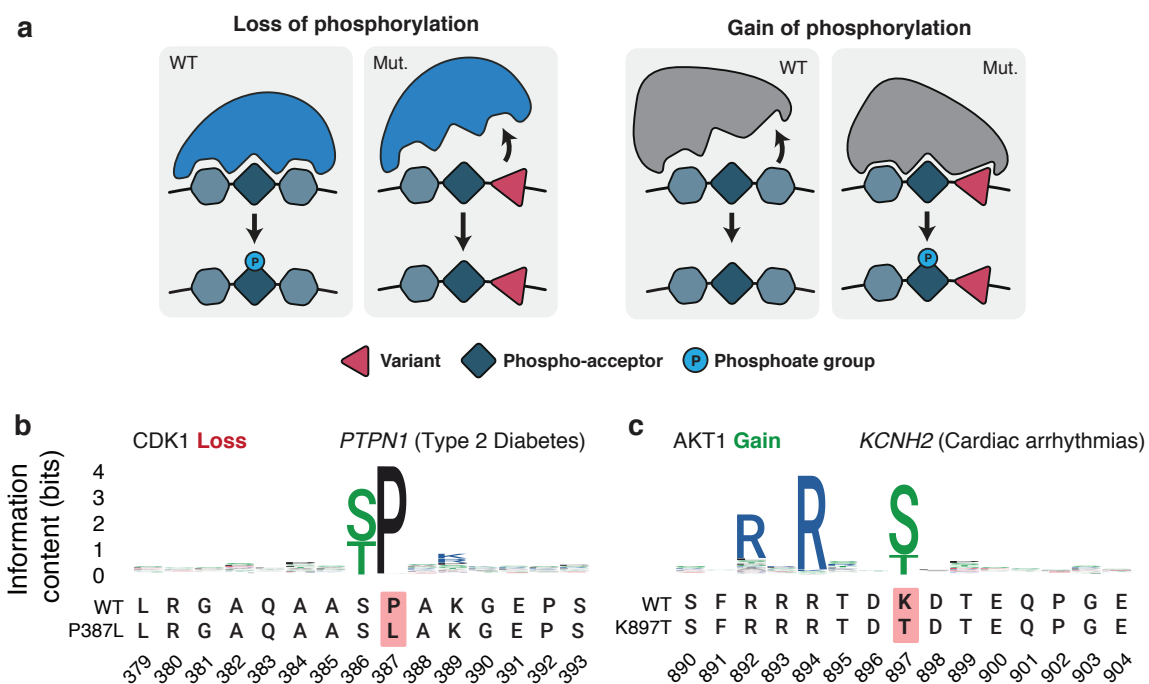 a
Loss of phosphorylation
Gain of phosphorylation
WT
Mut.
WT
Mut.
P
P
Variant
Phospho-acceptor
P Phosphoate group
b
CDK1 Loss
PTPN1 (Type 2 Diabetes)
Information
content (bits)
4
3
2
1
0
S
T
P
K
WT L R G A Q A A S P A K G E P S
P387L L R G A Q A A S L A K G E P S
379 380 381 382 383 384 385 386 387 388 389 390 391 392 393
c
AKT1 Gain
KCNH2 (Cardiac arrhythmias)
R
R
S
T
WT S F R R R T D K D T E Q P G E
K897T S F R R R T D T D T E Q P G E
890 891 892 893 894 895 896 897 898 899 900 901 902 903 904